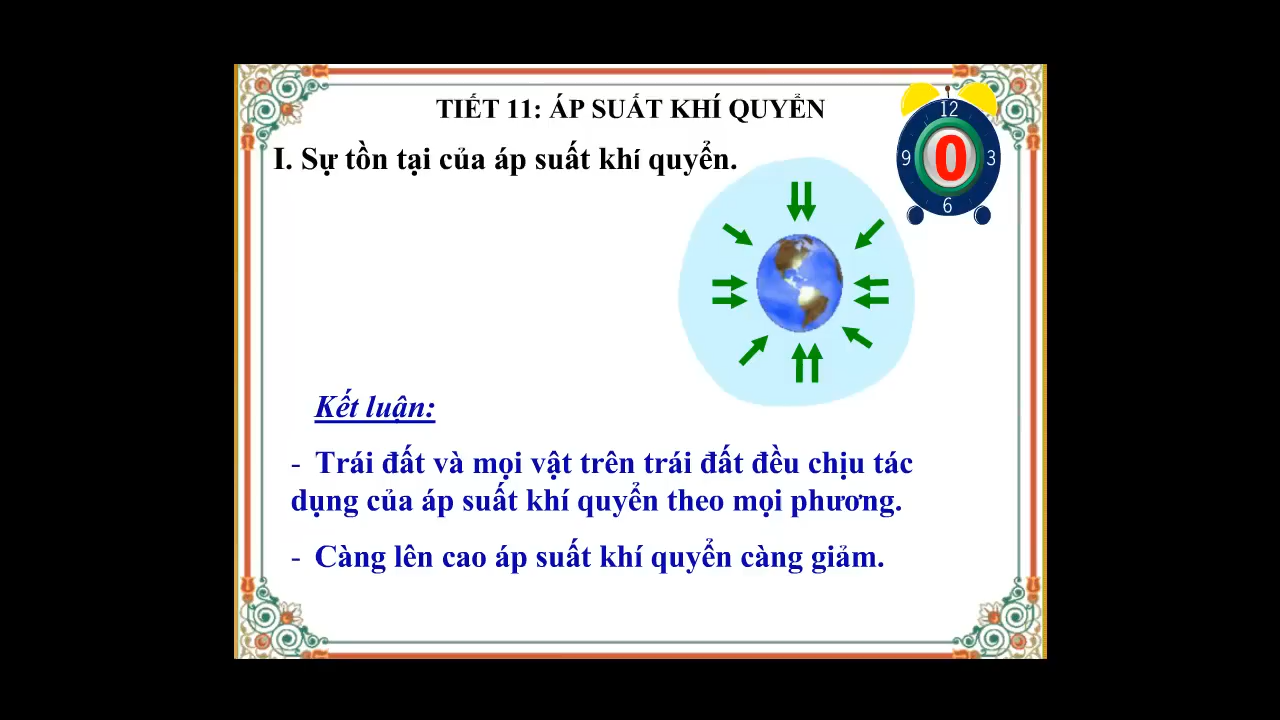 TIẾT 11: ÁP SUẤT KHÍ QUYỂN
I. Sự tồn tại của áp suất khí quyển.
12
9
0
3
6
Kết luận:
- Trái đất và mọi vật trên trái đất đều chịu tác
dụng của áp suất khí quyển theo mọi phương.
- Càng lên cao áp suất khí quyển càng giảm.